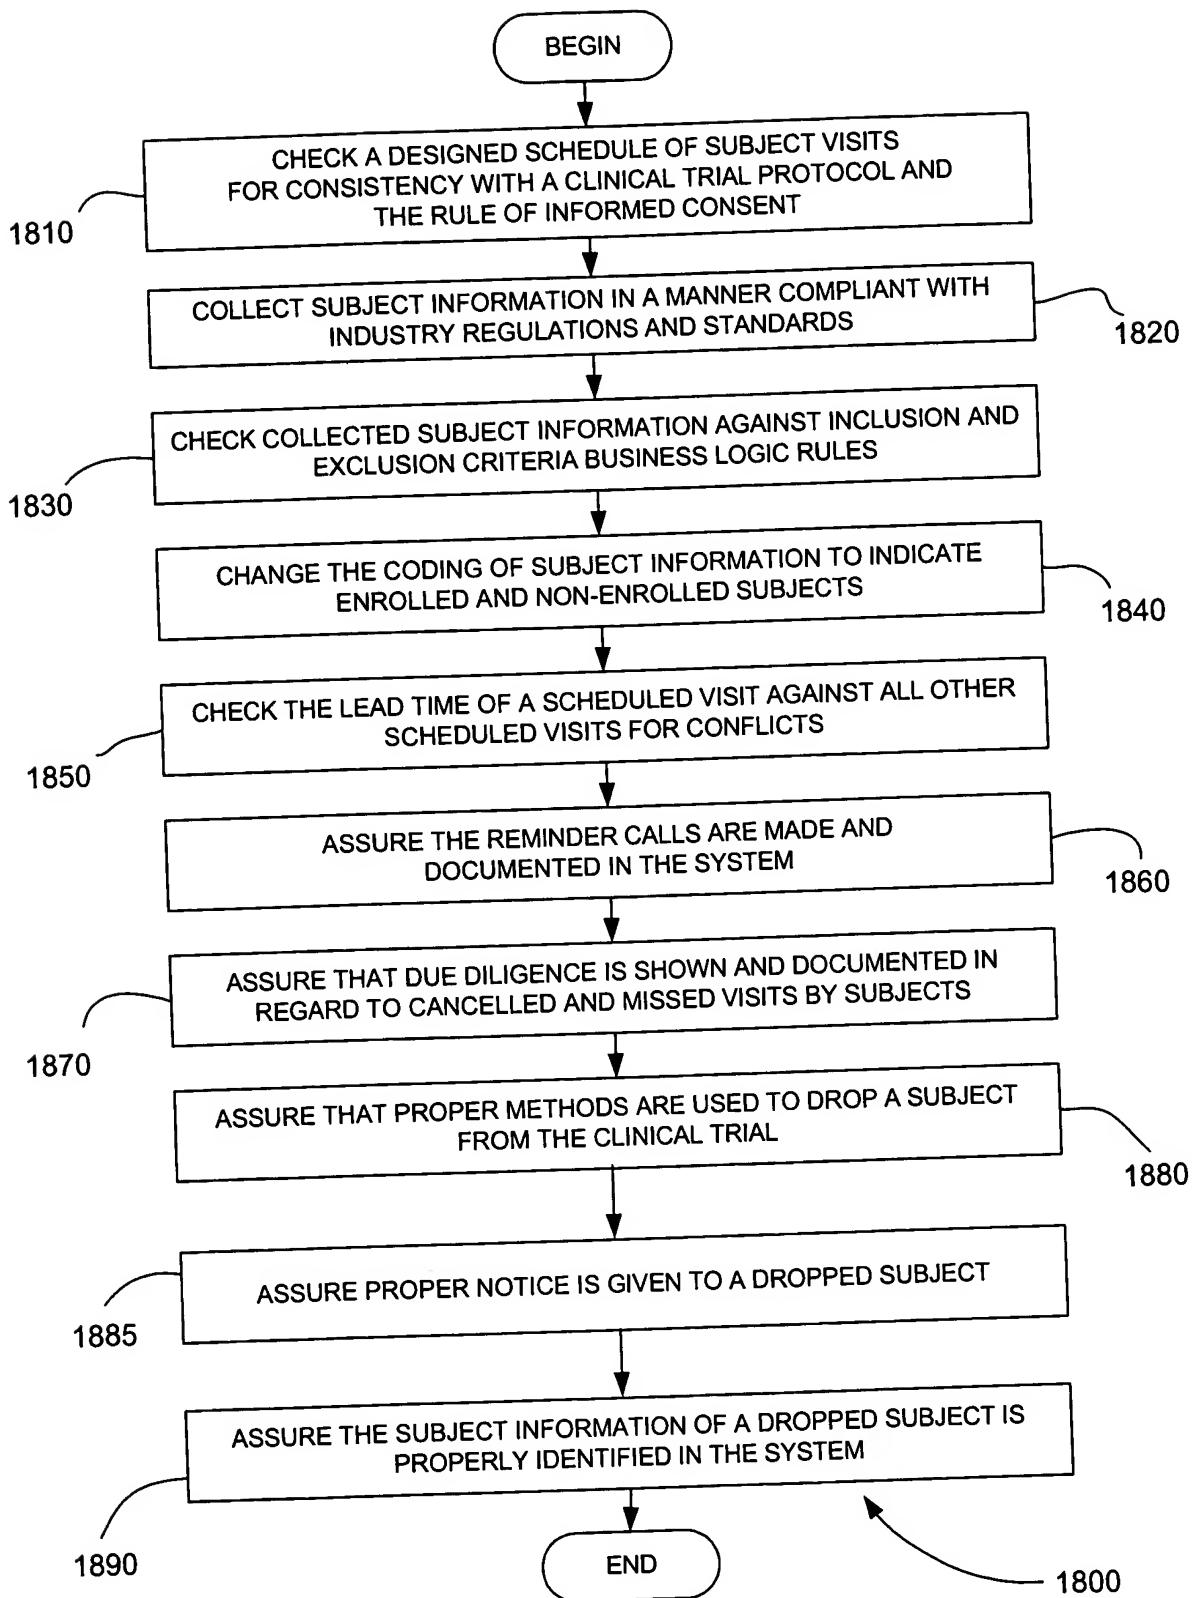 BEGIN
CHECK A DESIGNED SCHEDULE OF SUBJECT VISITS
FOR CONSISTENCY WITH A CLINICAL TRIAL PROTOCOL AND
THE RULE OF INFORMED CONSENT
1810
COLLECT SUBJECT INFORMATION IN A MANNER COMPLIANT WITH
INDUSTRY REGULATIONS AND STANDARDS
1820
CHECK COLLECTED SUBJECT INFORMATION AGAINST INCLUSION AND
EXCLUSION CRITERIA BUSINESS LOGIC RULES
1830
CHANGE THE CODING OF SUBJECT INFORMATION TO INDICATE
ENROLLED AND NON-ENROLLED SUBJECTS
1840
CHECK THE LEAD TIME OF A SCHEDULED VISIT AGAINST ALL OTHER
SCHEDULED VISITS FOR CONFLICTS
1850
ASSURE THE REMINDER CALLS ARE MADE AND
DOCUMENTED IN THE SYSTEM
1860
ASSURE THAT DUE DILIGENCE IS SHOWN AND DOCUMENTED IN
REGARD TO CANCELLED AND MISSED VISITS BY SUBJECTS
1870
ASSURE THAT PROPER METHODS ARE USED TO DROP A SUBJECT
FROM THE CLINICAL TRIAL
1880
ASSURE PROPER NOTICE IS GIVEN TO A DROPPED SUBJECT
1885
ASSURE THE SUBJECT INFORMATION OF A DROPPED SUBJECT IS
PROPERLY IDENTIFIED IN THE SYSTEM
1890
END
1800